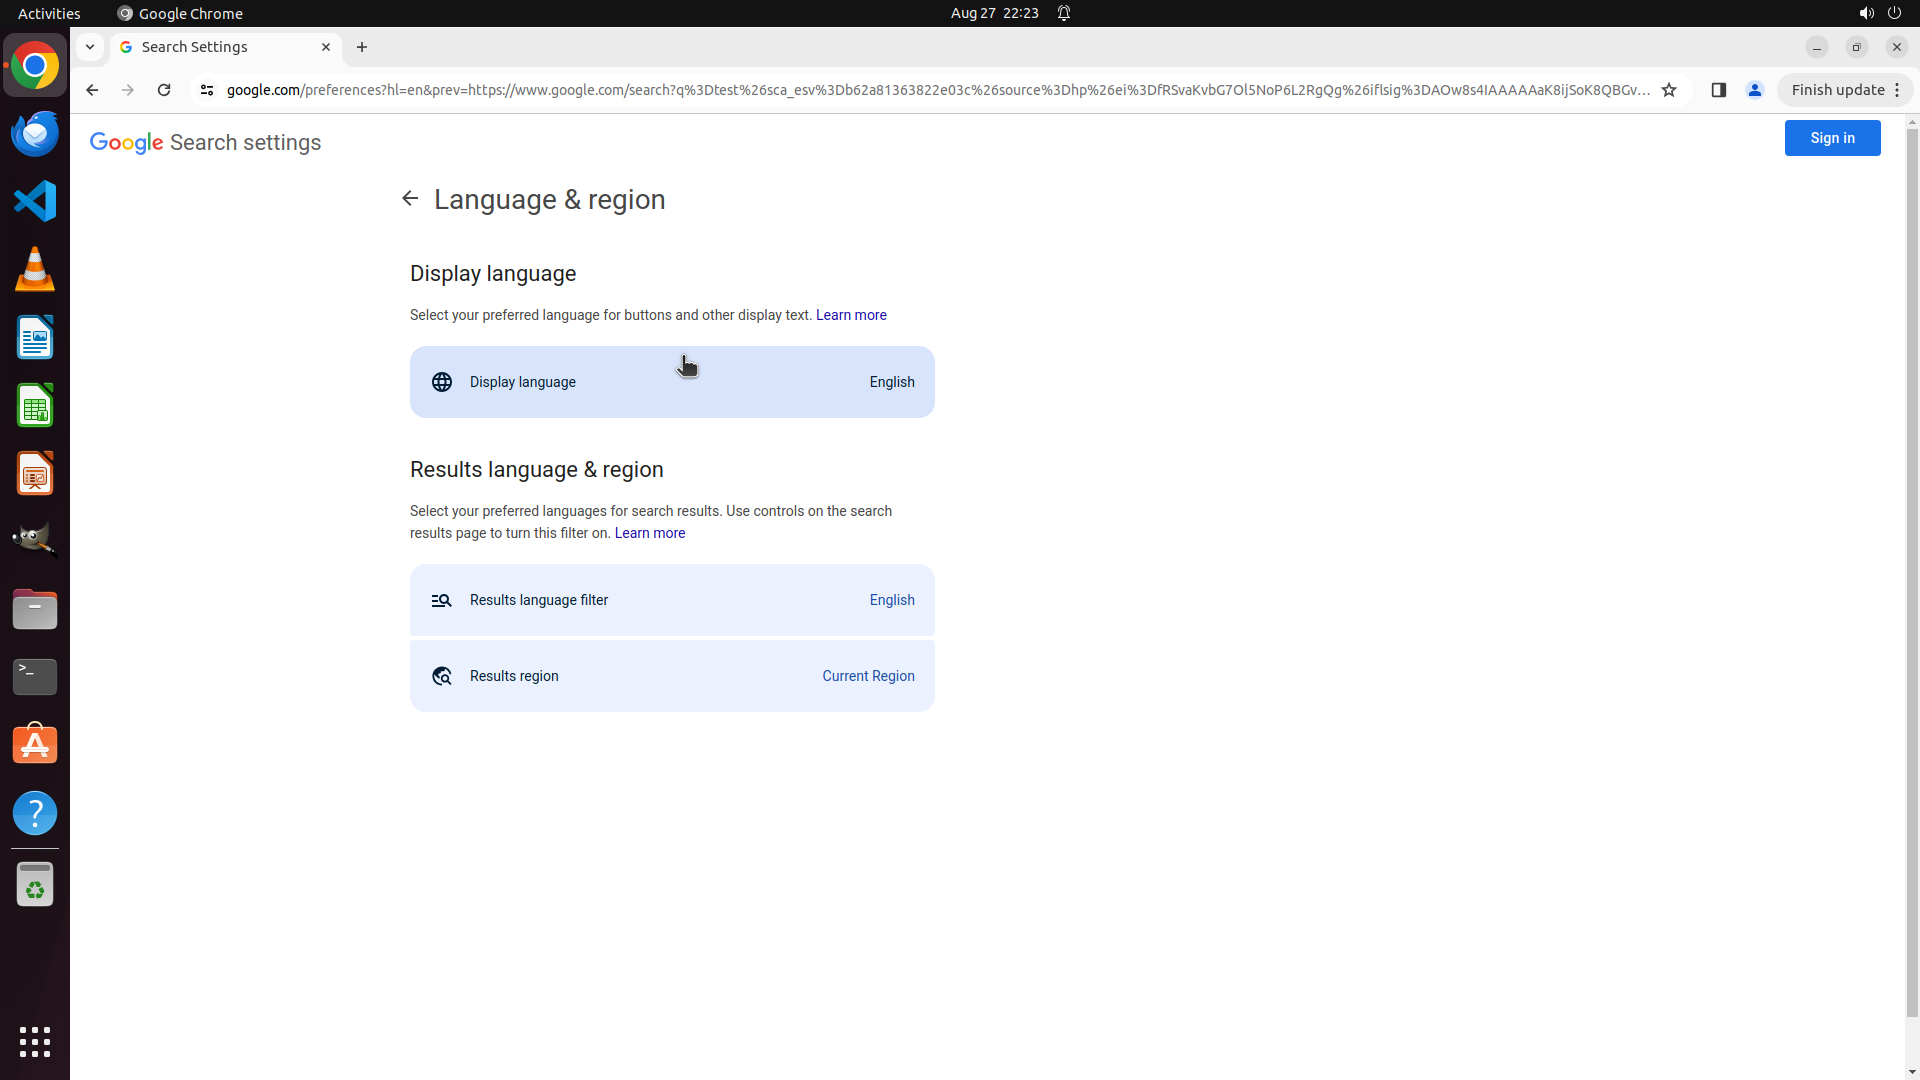 Activities
Google Chrome
Aug 27 22:23
Search Settings
google.com/preferences?hl=en&prev=https://www.google.com/search?q%3Dtest%26sca_esv%3Db62a81363822e03c%26source%3Dhp%26ei%3DfRSvaKvbG7Ol5NoP6L2RgQg%26iflsig%3DAOw8s4IAAAAAaK8ijSoK8QBGv...
Finish update
Google Search settings
Sign in
Language & region
Display language
Select your preferred language for buttons and other display text. Learn more
Display language
English
Results language & region
Select your preferred languages for search results. Use controls on the search
results page to turn this filter on. Learn more
Results language filter
English
Results region
Current Region